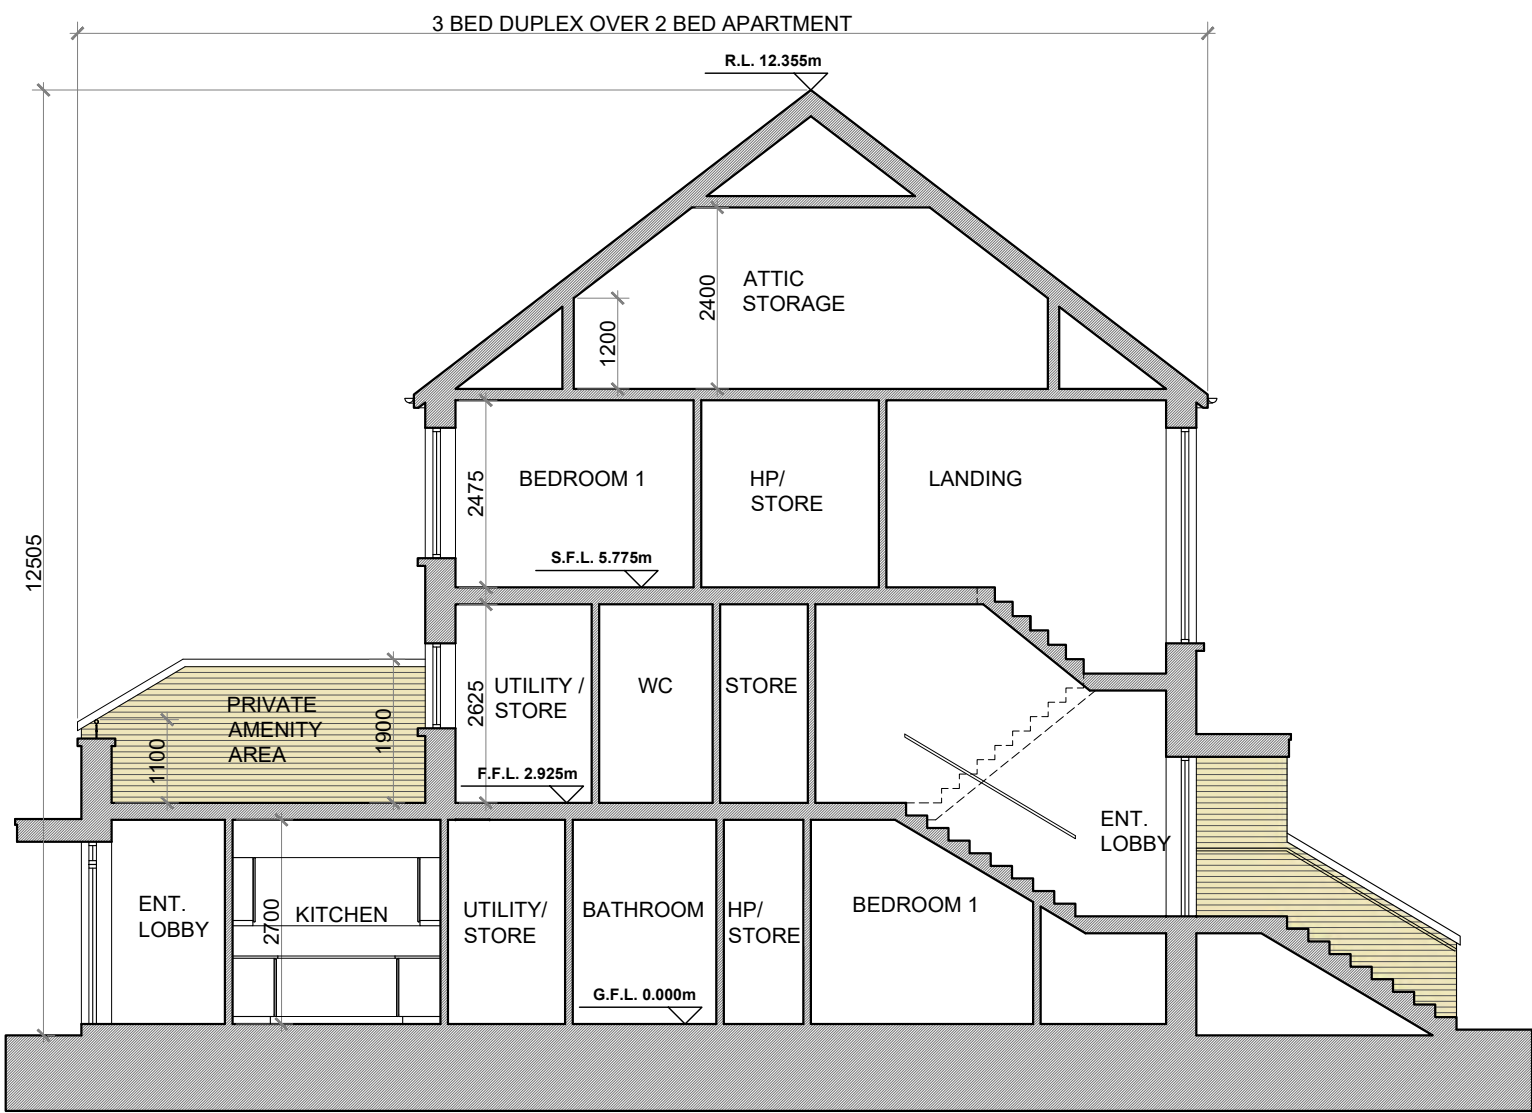 3 BED DUPLEX OVER 2 BED APARTMENT
R.L. 12.355m
12505
ATTIC
STORAGE
2400
1200
BEDROOM 1
HP/
STORE
LANDING
2475
S.F.L. 5.775m
PRIVATE
AMENITY
AREA
1100
1900
2625
UTILITY /
STORE
WC
STORE
F.F.L. 2.925m
ENT.
LOBBY
ENT.
LOBBY
KITCHEN
2700
UTILITY/
STORE
BATHROOM
HP/
STORE
BEDROOM 1
G.F.L. 0.000m